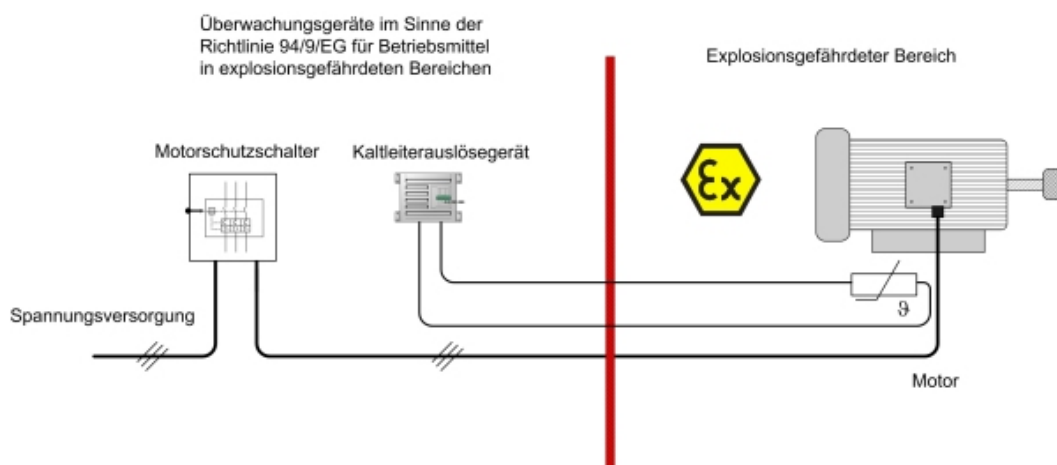 Überwachungsgeräte im Sinne der
Richtlinie 94/9/EG für Betriebsmittel
in explosionsgefährdeten Bereichen
Explosionsgefährdeter Bereich
Motorschutzschalter
Kaltleiterauslösegerät
Ex
Spannungsversorgung
ϑ
Motor